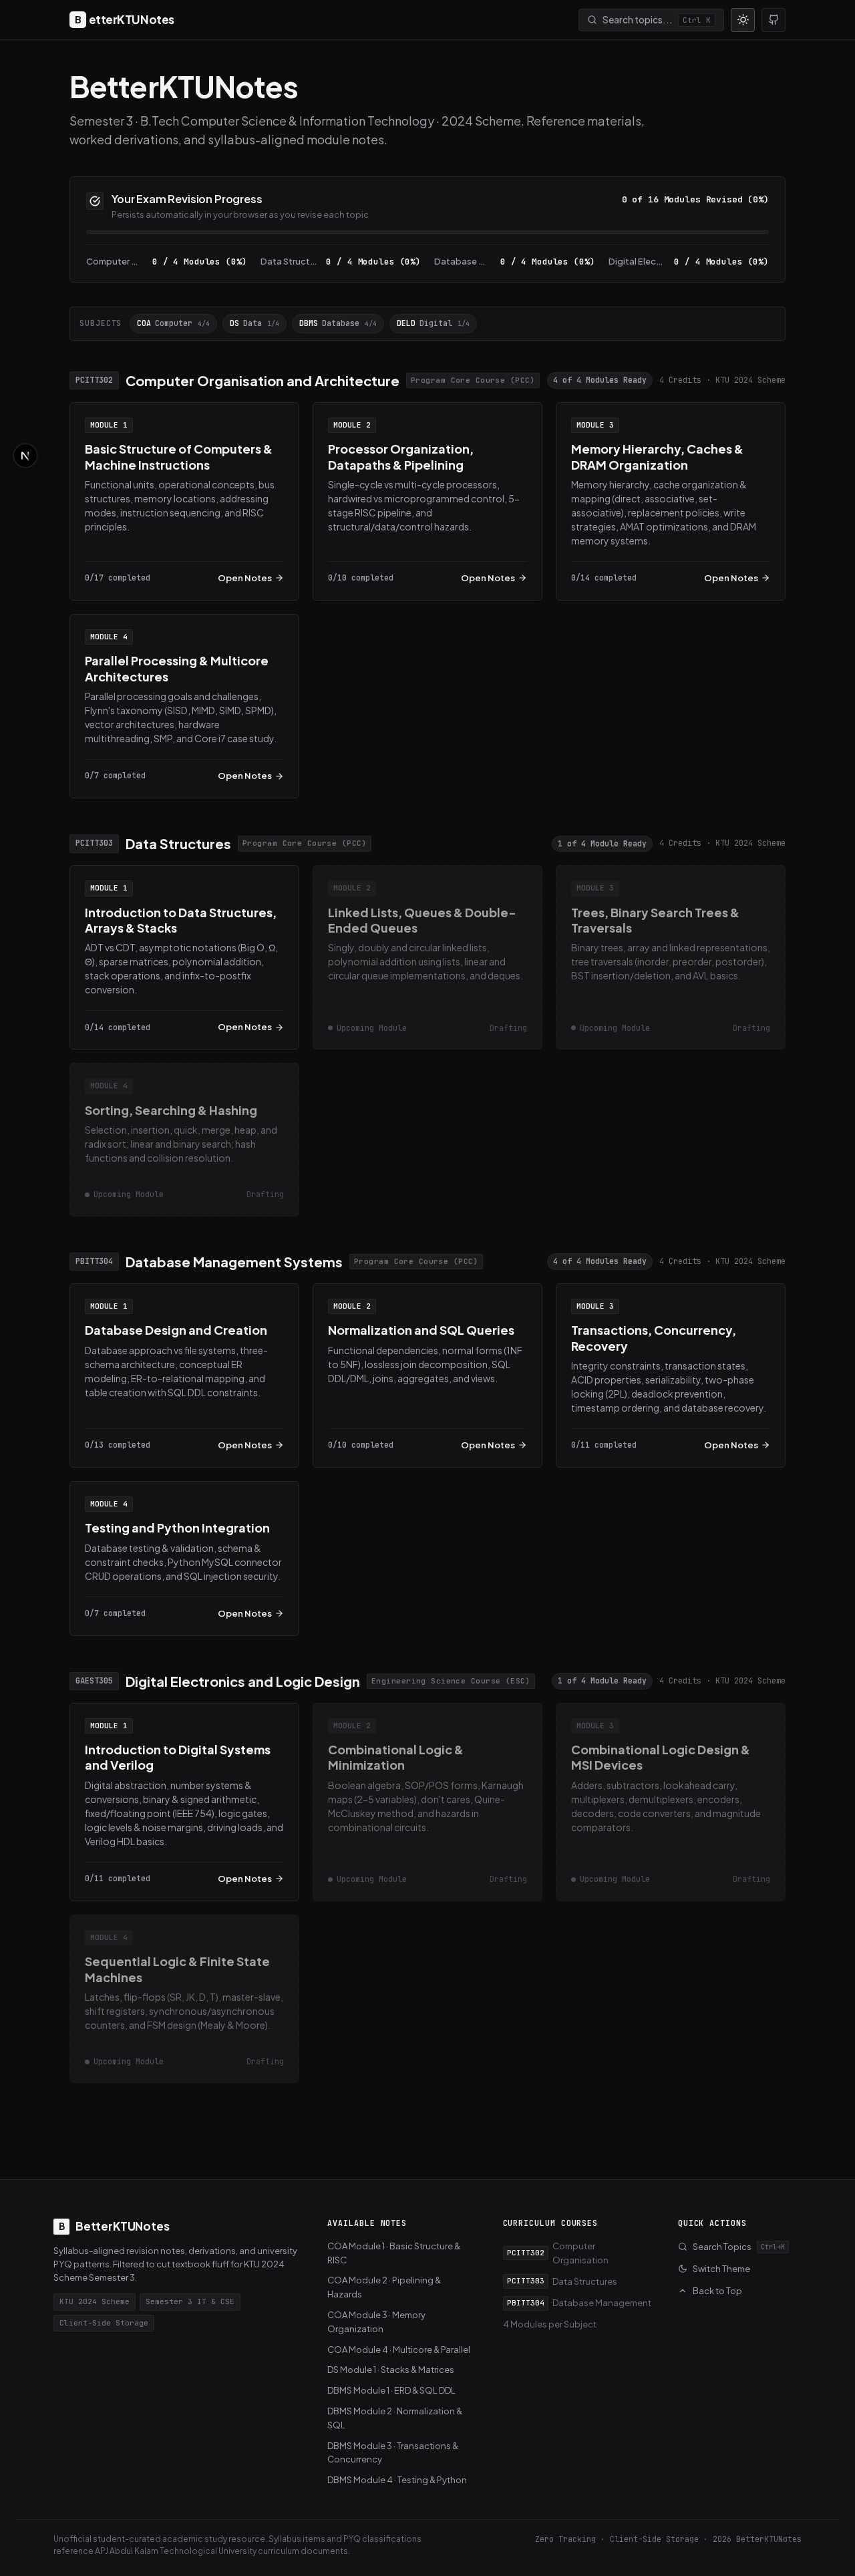 B etterKTUNotes
Search topics... Ctrl K
BetterKTUNotes
Semester 3 · B.Tech Computer Science & Information Technology · 2024 Scheme. Reference materials,
worked derivations, and syllabus-aligned module notes.
Your Exam Revision Progress
0 of 16 Modules Revised (0%)
Persists automatically in your browser as you revise each topic
Computer ... 0 / 4 Modules (0%) Data Struct... 0 / 4 Modules (0%) Database ... 0 / 4 Modules (0%) Digital Elec... 0 / 4 Modules (0%)
SUBJECTS COA Computer 4/4 DS Data 1/4 DBMS Database 4/4 DELD Digital 1/4
PCITT302 Computer Organisation and Architecture Program Core Course (PCC) 4 of 4 Modules Ready 4 Credits · KTU 2024 Scheme
MODULE 1
Basic Structure of Computers &
Machine Instructions
Functional units, operational concepts, bus
structures, memory locations, addressing
modes, instruction sequencing, and RISC
principles.
0/17 completed Open Notes →
MODULE 2
Processor Organization,
Datapaths & Pipelining
Single-cycle vs multi-cycle processors,
hardwired vs microprogrammed control, 5-
stage RISC pipeline, and
structural/data/control hazards.
0/10 completed Open Notes →
MODULE 3
Memory Hierarchy, Caches &
DRAM Organization
Memory hierarchy, cache organization &
mapping (direct, associative, set-
associative), replacement policies, write
strategies, AMAT optimizations, and DRAM
memory systems.
0/14 completed Open Notes →
N
MODULE 4
Parallel Processing & Multicore
Architectures
Parallel processing goals and challenges,
Flynn's taxonomy (SISD, MIMD, SIMD, SPMD),
vector architectures, hardware
multithreading, SMP, and Core i7 case study.
0/7 completed Open Notes →
PCITT303 Data Structures Program Core Course (PCC) 1 of 4 Module Ready 4 Credits · KTU 2024 Scheme
MODULE 1
Introduction to Data Structures,
Arrays & Stacks
ADT vs CDT, asymptotic notations (Big O, Ω,
Θ), sparse matrices, polynomial addition,
stack operations, and infix-to-postfix
conversion.
0/14 completed Open Notes →
MODULE 2
Linked Lists, Queues & Double-
Ended Queues
Singly, doubly and circular linked lists,
polynomial addition using lists, linear and
circular queue implementations, and deques.
Upcoming Module Drafting
MODULE 3
Trees, Binary Search Trees &
Traversals
Binary trees, array and linked representations,
tree traversals (inorder, preorder, postorder),
BST insertion/deletion, and AVL basics.
Upcoming Module Drafting
MODULE 4
Sorting, Searching & Hashing
Selection, insertion, quick, merge, heap, and
radix sort; linear and binary search; hash
functions and collision resolution.
Upcoming Module Drafting
PBITT304 Database Management Systems Program Core Course (PCC) 4 of 4 Modules Ready 4 Credits · KTU 2024 Scheme
MODULE 1
Database Design and Creation
Database approach vs file systems, three-
schema architecture, conceptual ER
modeling, ER-to-relational mapping, and
table creation with SQL DDL constraints.
0/13 completed Open Notes →
MODULE 2
Normalization and SQL Queries
Functional dependencies, normal forms (1NF
to 5NF), lossless join decomposition, SQL
DDL/DML, joins, aggregates, and views.
0/10 completed Open Notes →
MODULE 3
Transactions, Concurrency,
Recovery
Integrity constraints, transaction states,
ACID properties, serializability, two-phase
locking (2PL), deadlock prevention,
timestamp ordering, and database recovery.
0/11 completed Open Notes →
MODULE 4
Testing and Python Integration
Database testing & validation, schema &
constraint checks, Python MySQL connector
CRUD operations, and SQL injection security.
0/7 completed Open Notes →
GAEST305 Digital Electronics and Logic Design Engineering Science Course (ESC) 1 of 4 Module Ready 4 Credits · KTU 2024 Scheme
MODULE 1
Introduction to Digital Systems
and Verilog
Digital abstraction, number systems &
conversions, binary & signed arithmetic,
fixed/floating point (IEEE 754), logic gates,
logic levels & noise margins, driving loads, and
Verilog HDL basics.
0/11 completed Open Notes →
MODULE 2
Combinational Logic &
Minimization
Boolean algebra, SOP/POS forms, Karnaugh
maps (2-5 variables), don't cares, Quine-
McCluskey method, and hazards in
combinational circuits.
Upcoming Module Drafting
MODULE 3
Combinational Logic Design &
MSI Devices
Adders, subtractors, lookahead carry,
multiplexers, demultiplexers, encoders,
decoders, code converters, and magnitude
comparators.
Upcoming Module Drafting
MODULE 4
Sequential Logic & Finite State
Machines
Latches, flip-flops (SR, JK, D, T), master-slave,
shift registers, synchronous/asynchronous
counters, and FSM design (Mealy & Moore).
Upcoming Module Drafting
B BetterKTUNotes
Syllabus-aligned revision notes, derivations, and university
PYQ patterns. Filtered to cut textbook fluff for KTU 2024
Scheme Semester 3.
KTU 2024 Scheme Semester 3 IT & CSE
Client-Side Storage
AVAILABLE NOTES
COA Module 1 · Basic Structure &
RISC
COA Module 2 · Pipelining &
Hazards
COA Module 3 · Memory
Organization
COA Module 4 · Multicore & Parallel
DS Module 1 · Stacks & Matrices
DBMS Module 1 · ERD & SQL DDL
DBMS Module 2 · Normalization &
SQL
DBMS Module 3 · Transactions &
Concurrency
DBMS Module 4 · Testing & Python
CURRICULUM COURSES
PCITT302 Computer
Organisation
PCITT303 Data Structures
PBITT304 Database Management
4 Modules per Subject
QUICK ACTIONS
Search Topics Ctrl+K
Switch Theme
Back to Top
Unofficial student-curated academic study resource. Syllabus items and PYQ classifications
reference APJ Abdul Kalam Technological University curriculum documents.
Zero Tracking · Client-Side Storage · 2026 BetterKTUNotes